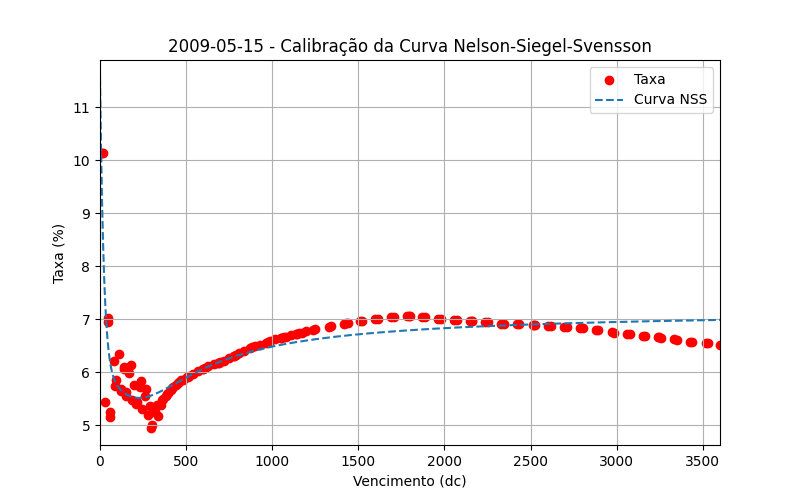 2009-05-15 - Calibração da Curva Nelson-Siegel-Svensson
Taxa
Curva NSS
Taxa (%)
11
10
9
8
7
6
5
0 500 1000 1500 2000 2500 3000 3500
Vencimento (dc)